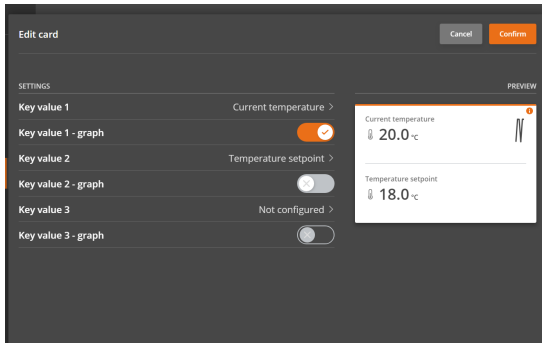 Edit card
Cancel
Confirm
SETTINGS
Key value 1
Current temperature >
Key value 1 - graph
Key value 2
Temperature setpoint >
Key value 2 - graph
Key value 3
Not configured >
Key value 3 - graph
PREVIEW
Current temperature
20.0 °C
Temperature setpoint
18.0 °C